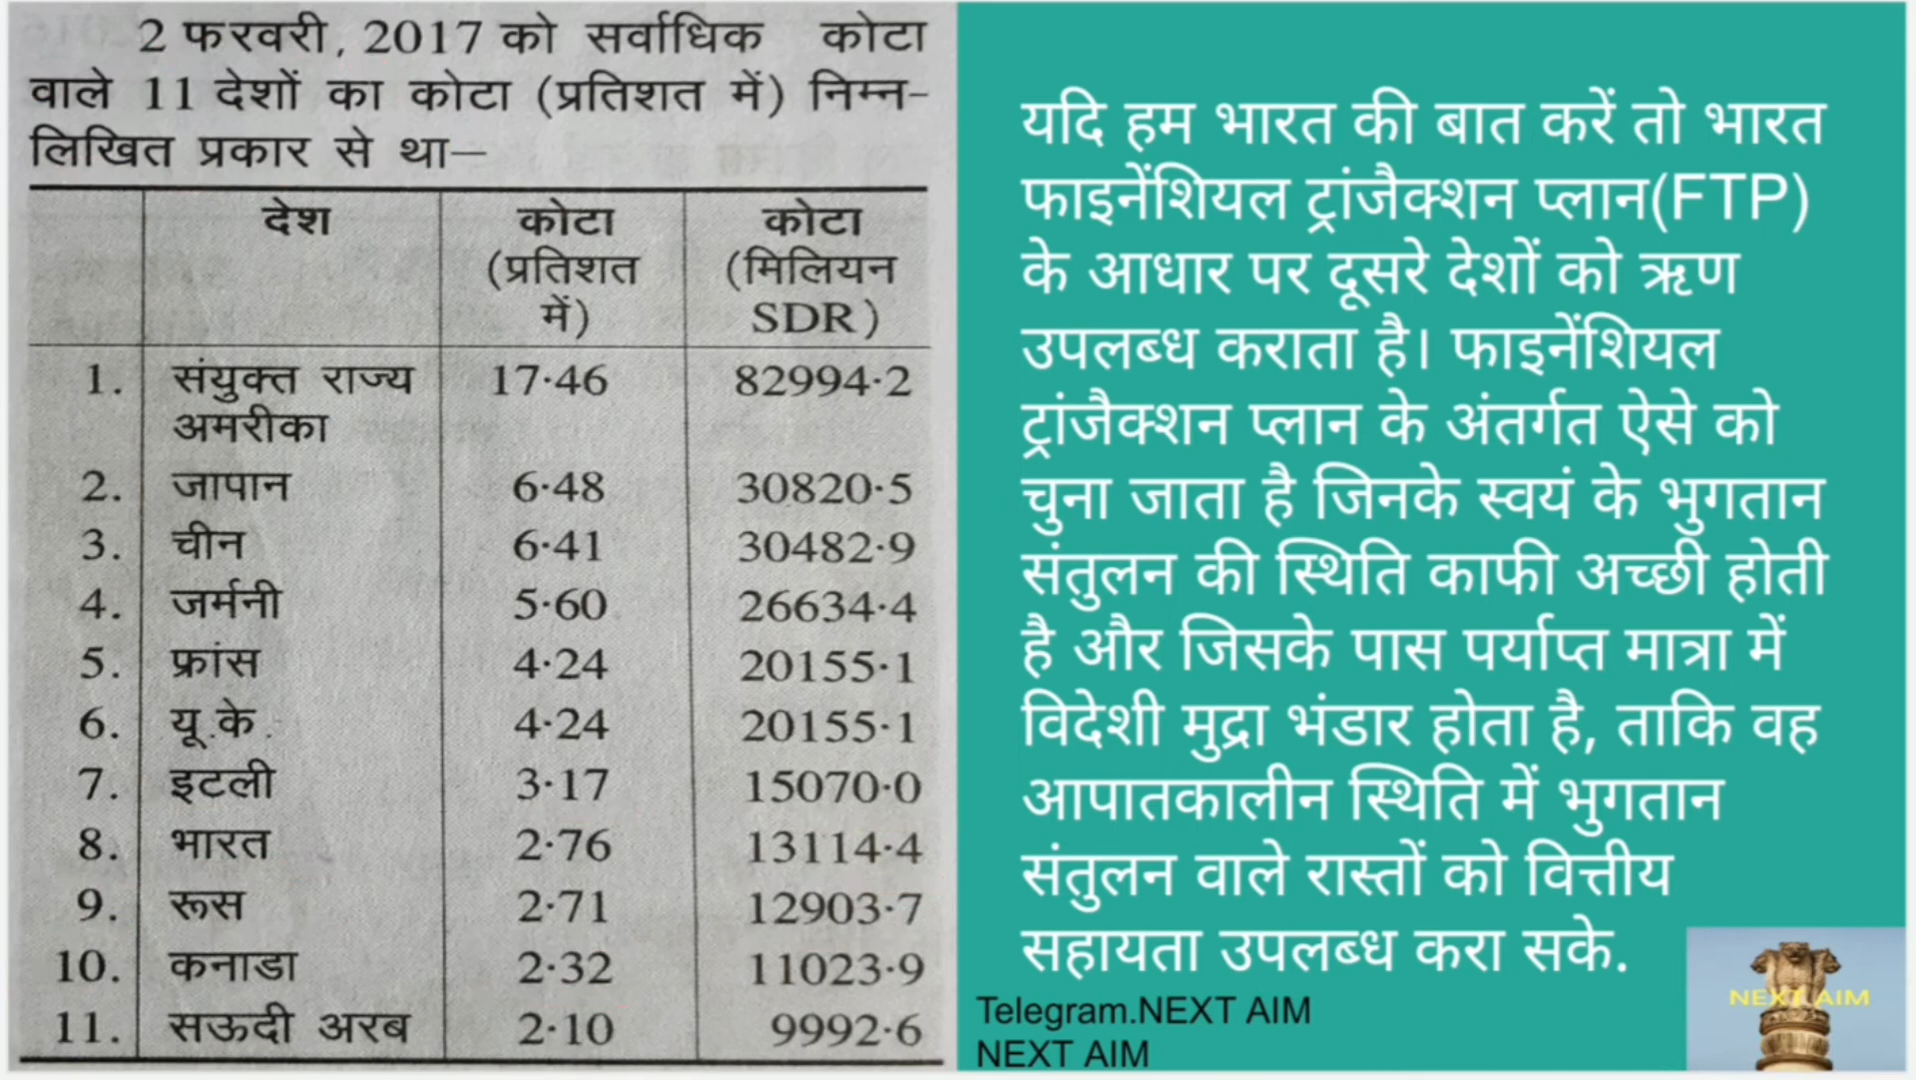 2 फरवरी, 2017 को सर्वाधिक कोटा
वाले 11 देशों का कोटा (प्रतिशत में) निम्न-
लिखित प्रकार से था—
देश कोटा कोटा
(प्रतिशत (मिलियन
में) SDR)
1. संयुक्त राज्य 17·46 82994·2
अमरीका
2. जापान 6·48 30820·5
3. चीन 6·41 30482·9
4. जर्मनी 5·60 26634·4
5. फ्रांस 4·24 20155·1
6. यू.के. 4·24 20155·1
7. इटली 3·17 15070·0
8. भारत 2·76 13114·4
9. रूस 2·71 12903·7
10. कनाडा 2·32 11023·9
11. सऊदी अरब 2·10 9992·6
यदि हम भारत की बात करें तो भारत
फाइनेंशियल ट्रांजैक्शन प्लान(FTP)
के आधार पर दूसरे देशों को ऋण
उपलब्ध कराता है। फाइनेंशियल
ट्रांजैक्शन प्लान के अंतर्गत ऐसे को
चुना जाता है जिनके स्वयं के भुगतान
संतुलन की स्थिति काफी अच्छी होती
है और जिसके पास पर्याप्त मात्रा में
विदेशी मुद्रा भंडार होता है, ताकि वह
आपातकालीन स्थिति में भुगतान
संतुलन वाले रास्तों को वित्तीय
सहायता उपलब्ध करा सके.
Telegram.NEXT AIM
NEXT AIM
NEXT AIM